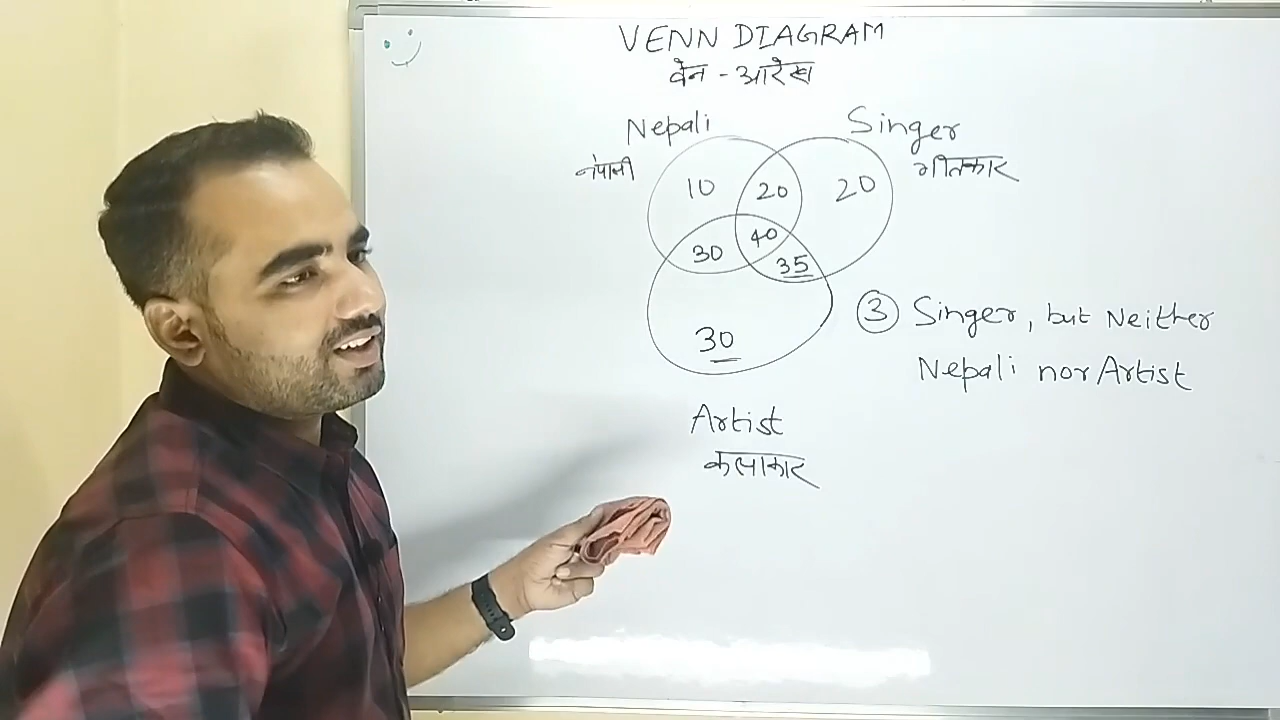 VENN DIAGRAM
वेन - आरेख
Nepali
Singer
नेपाली
गीतकार
10
20
20
30
40
35
30
③ Singer, but Neither
Nepali nor Artist
Artist
कलाकार